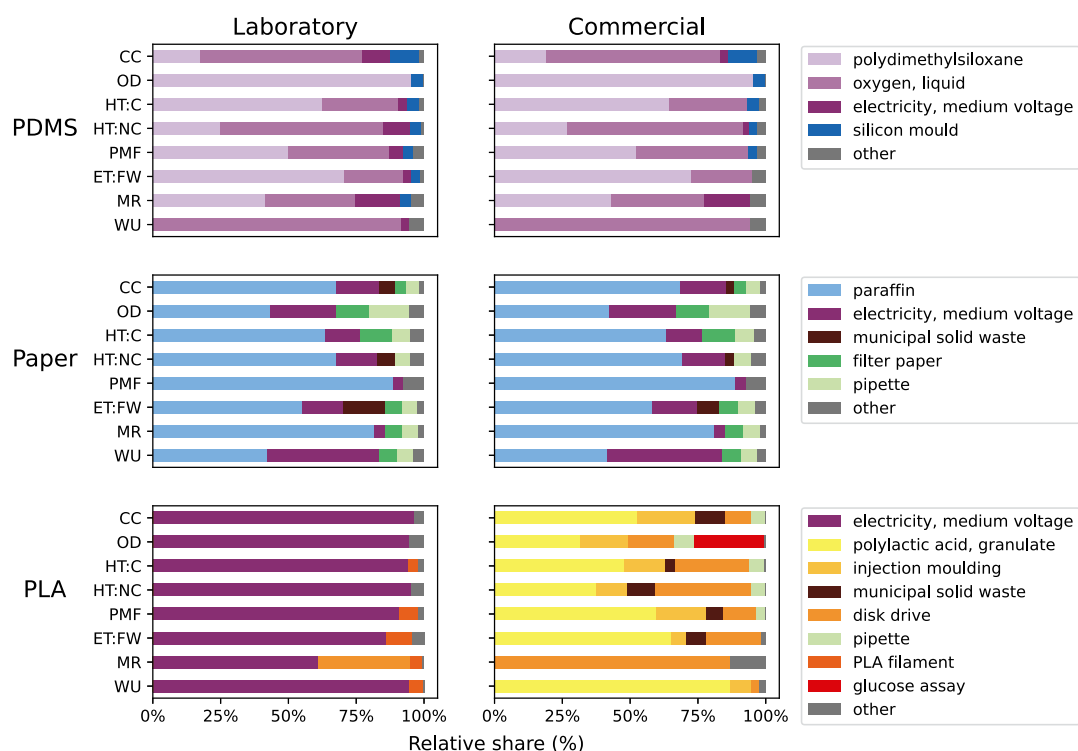 Laboratory
Commercial
PDMS
CC
OD
HT:C
HT:NC
PMF
ET:FW
MR
WU
polydimethylsiloxane
oxygen, liquid
electricity, medium voltage
silicon mould
other
Paper
CC
OD
HT:C
HT:NC
PMF
ET:FW
MR
WU
paraffin
electricity, medium voltage
municipal solid waste
filter paper
pipette
other
PLA
CC
OD
HT:C
HT:NC
PMF
ET:FW
MR
WU
electricity, medium voltage
polylactic acid, granulate
injection moulding
municipal solid waste
disk drive
pipette
PLA filament
glucose assay
other
0% 25% 50% 75% 100%
0% 25% 50% 75% 100%
Relative share (%)